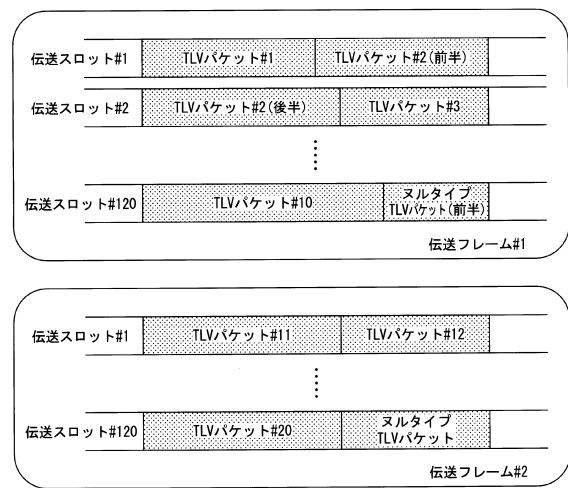 伝送スロット#1
TLVパケット#1
TLVパケット#2(前半)
伝送スロット#2
TLVパケット#2(後半)
TLVパケット#3
伝送スロット#120
TLVパケット#10
ヌルタイプ
TLVパケット(前半)
伝送フレーム#1
伝送スロット#1
TLVパケット#11
TLVパケット#12
伝送スロット#120
TLVパケット#20
ヌルタイプ
TLVパケット
伝送フレーム#2